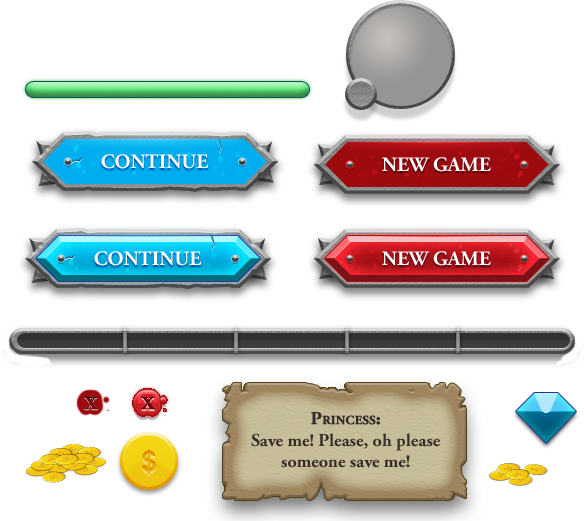 CONTINUE
NEW GAME
CONTINUE
NEW GAME
X
X
$
Princess:
Save me! Please, oh please
someone save me!